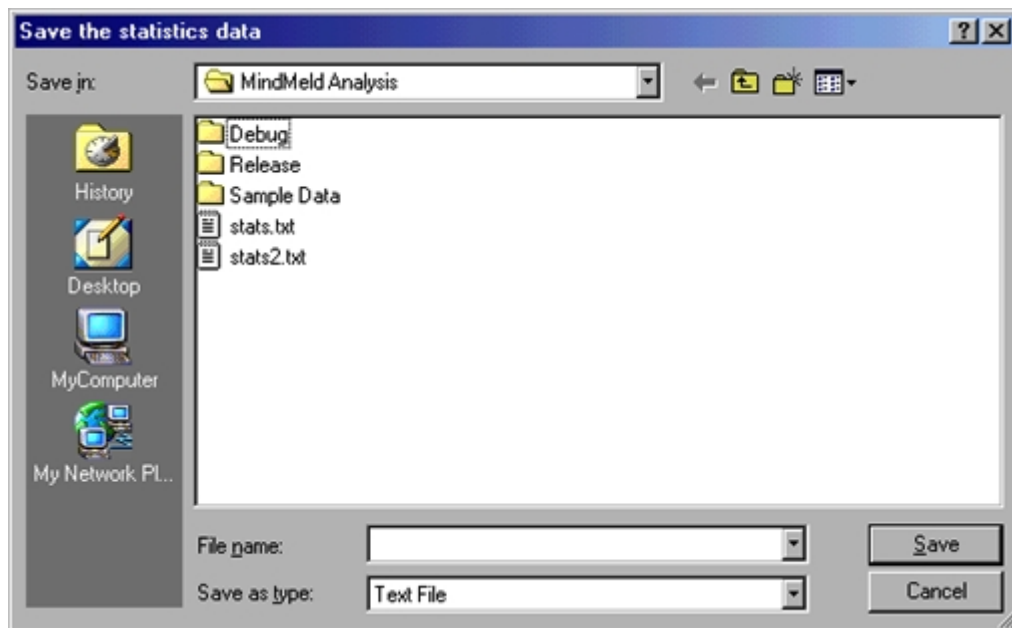 Save the statistics data
Save in:
MindMeld Analysis
History
Desktop
MyComputer
My Network Pl...
Debug
Release
Sample Data
stats.txt
stats2.txt
File name:
Save
Save as type:
Text File
Cancel